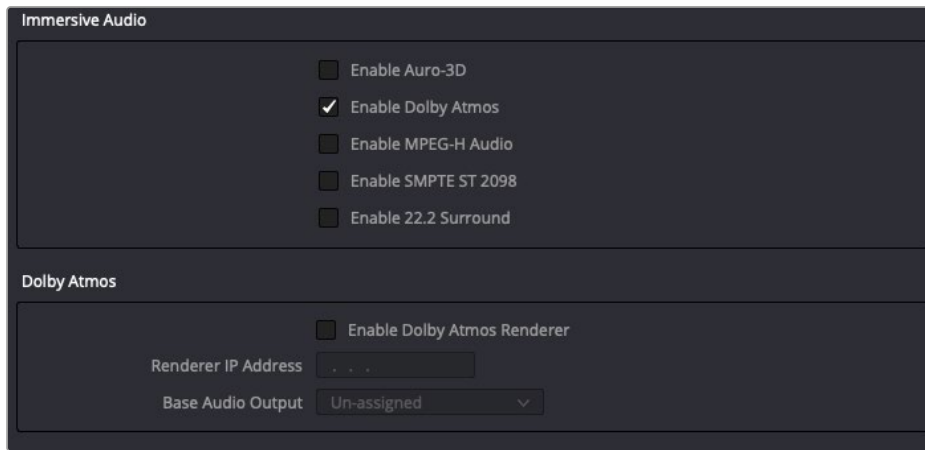 Immersive Audio
Enable Auro-3D
Enable Dolby Atmos
Enable MPEG-H Audio
Enable SMPTE ST 2098
Enable 22.2 Surround
Dolby Atmos
Enable Dolby Atmos Renderer
Renderer IP Address . . .
Base Audio Output Un-assigned